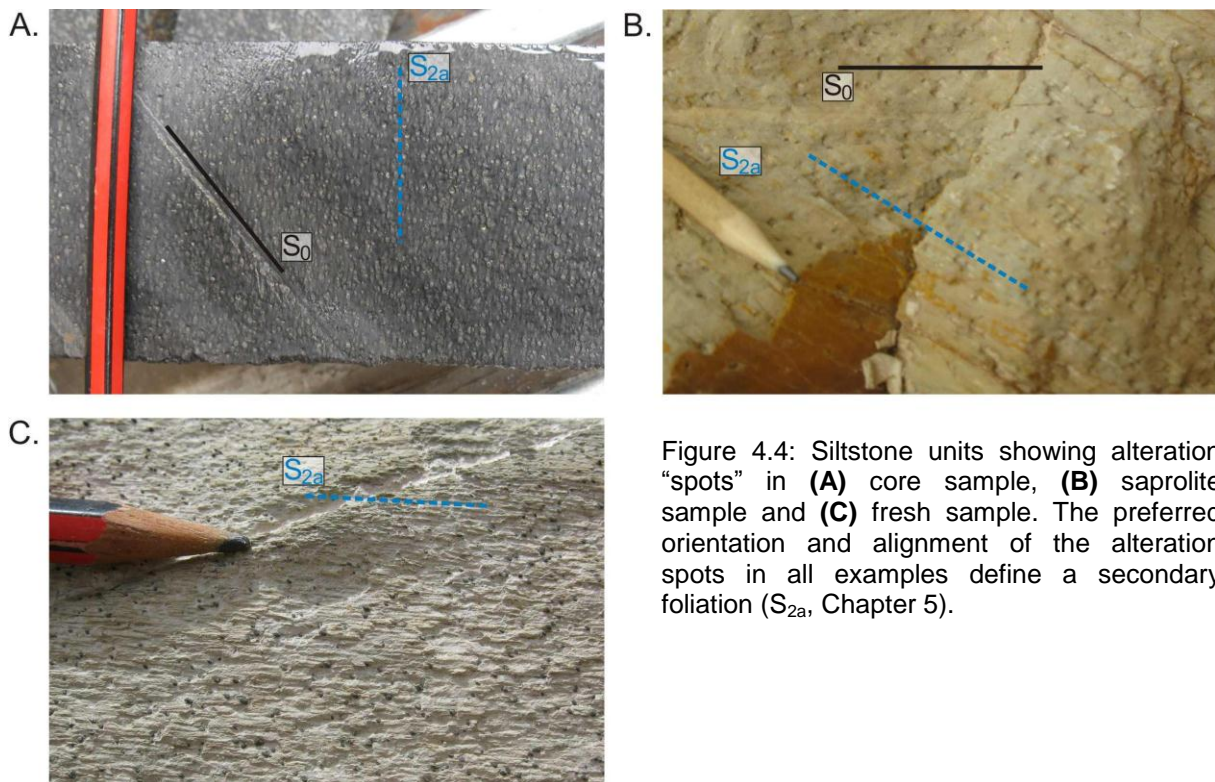 A.
S2a
S0
B.
S0
S2a
C.
S2a
Figure 4.4: Siltstone units showing alteration
“spots” in (A) core sample, (B) saprolite
sample and (C) fresh sample. The preferred
orientation and alignment of the alteration
spots in all examples define a secondary
foliation (S2a, Chapter 5).